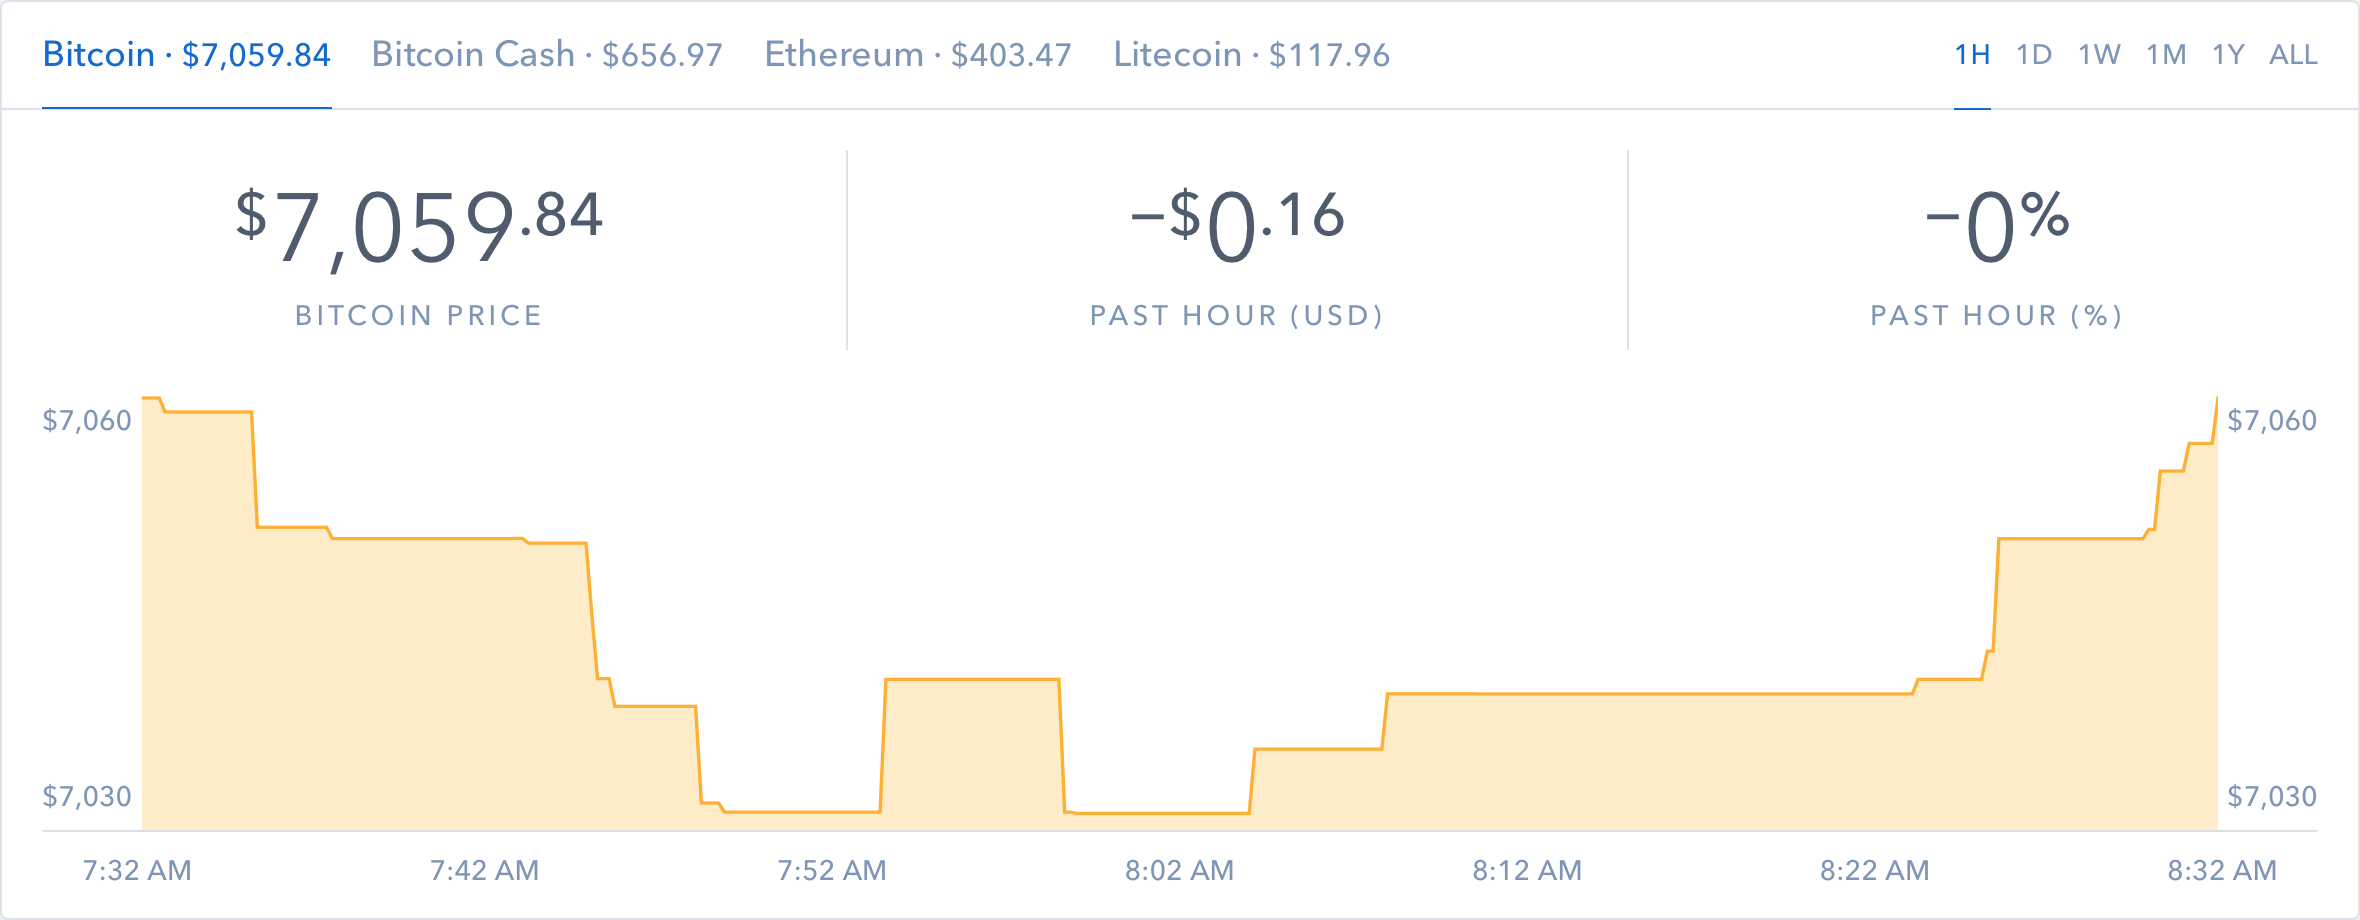 Bitcoin · $7,059.84 Bitcoin Cash · $656.97 Ethereum · $403.47 Litecoin · $117.96 1H 1D 1W 1M 1Y ALL
$7,059.84 −$0.16 −0%
BITCOIN PRICE PAST HOUR (USD) PAST HOUR (%)
$7,060 $7,060
$7,030 $7,030
7:32 AM 7:42 AM 7:52 AM 8:02 AM 8:12 AM 8:22 AM 8:32 AM